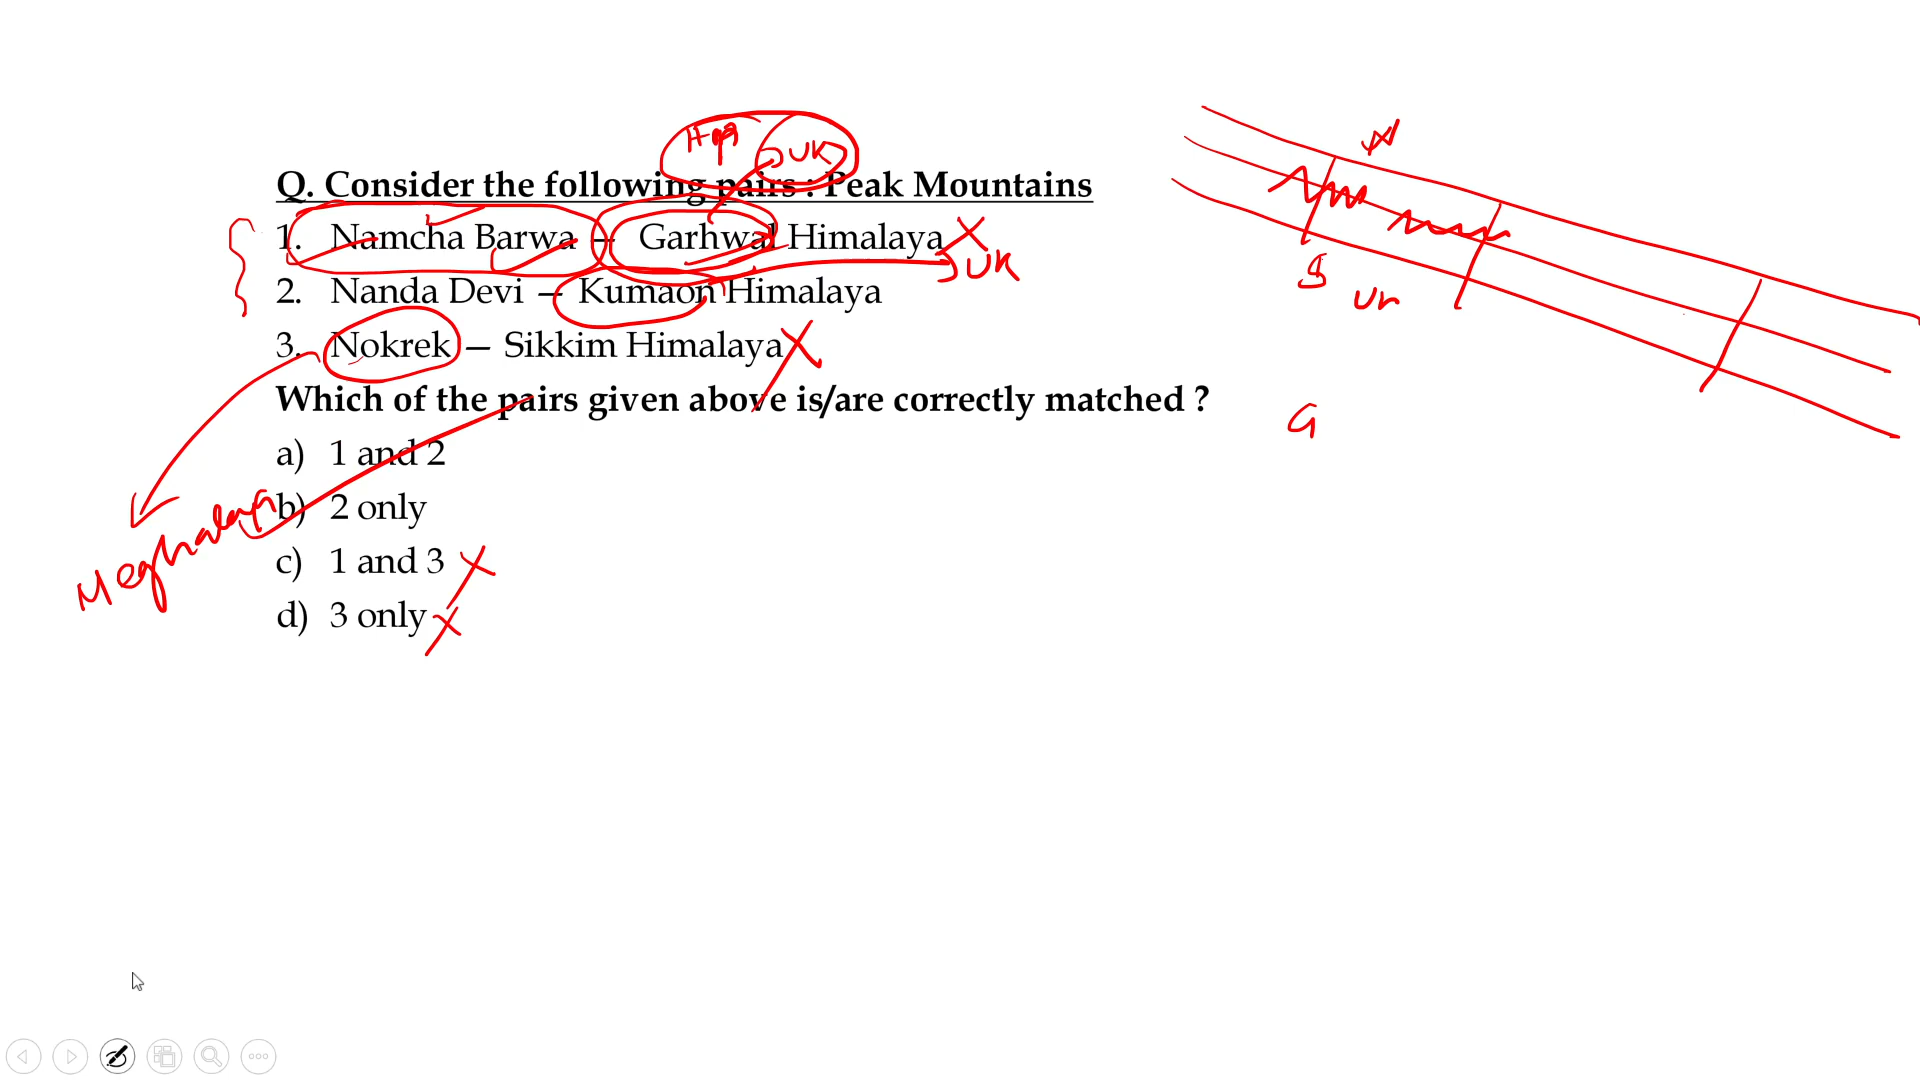 UK
Q. Consider the following pairs : Peak Mountains
1. Namcha Barwa – Garhwal Himalaya
UK
2. Nanda Devi – Kumaon Himalaya
3. Nokrek – Sikkim Himalaya
Which of the pairs given above is/are correctly matched ?
a) 1 and 2
b) 2 only
c) 1 and 3
d) 3 only
Meghalaya
N
S
G